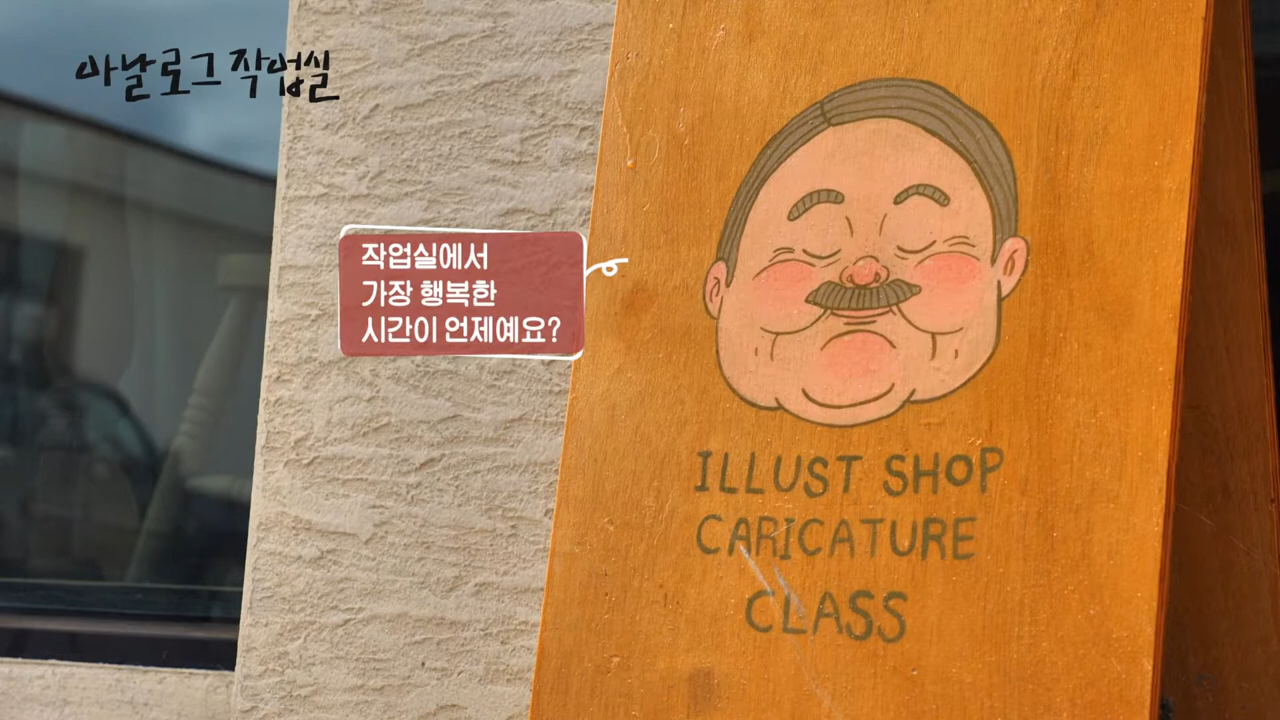 아날로그 작업실
작업실에서
가장 행복한
시간이 언제예요?
ILLUST SHOP
CARICATURE
CLASS